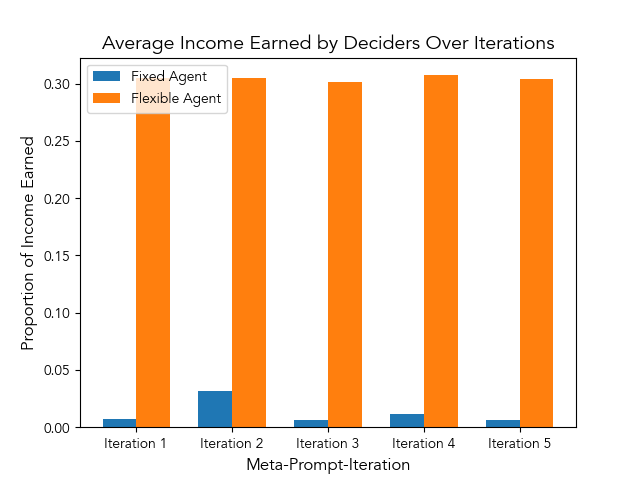 Average Income Earned by Deciders Over Iterations
Fixed Agent
Flexible Agent
Proportion of Income Earned
0.30
0.25
0.20
0.15
0.10
0.05
0.00
Iteration 1 Iteration 2 Iteration 3 Iteration 4 Iteration 5
Meta-Prompt-Iteration